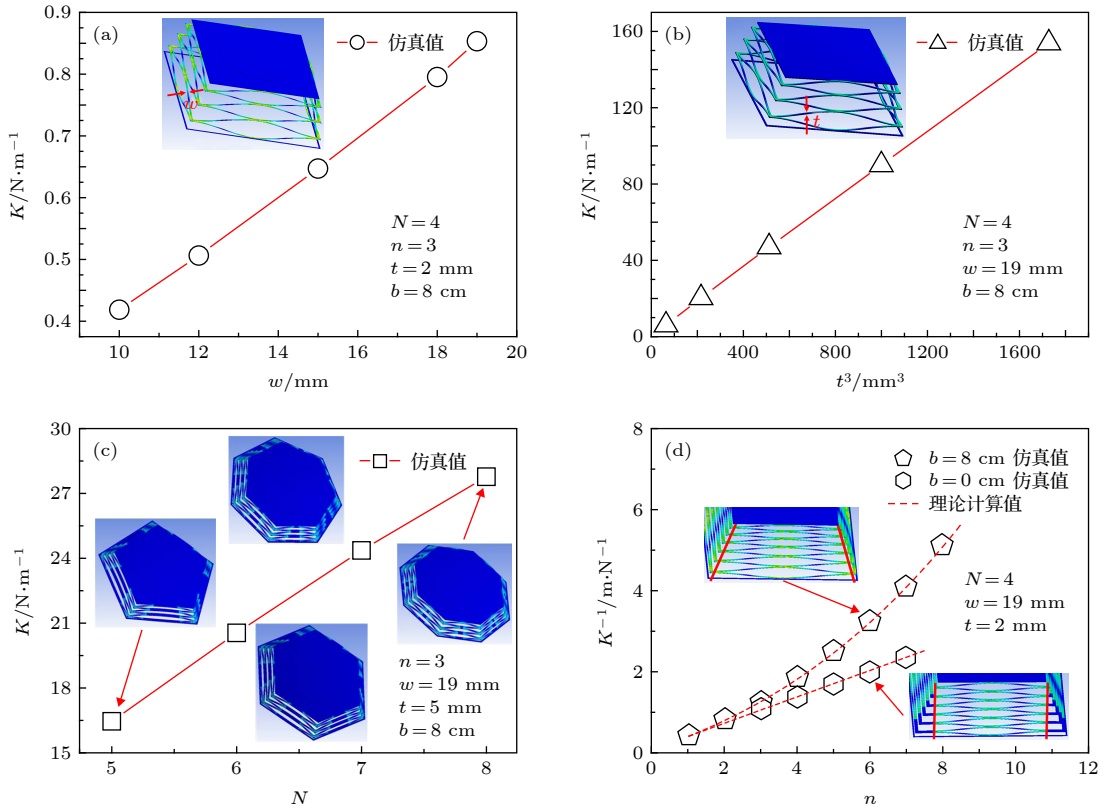 (a)
仿真值
w
N=4
n=3
t=2 mm
b=8 cm
K/N·m⁻¹
0.9
0.8
0.7
0.6
0.5
0.4
10 12 14 16 18 20
w/mm
(b)
仿真值
t
N=4
n=3
w=19 mm
b=8 cm
K/N·m⁻¹
160
120
80
40
0
0 400 800 1200 1600
t³/mm³
(c)
仿真值
n=3
w=19 mm
t=5 mm
b=8 cm
K/N·m⁻¹
30
27
24
21
18
15
5 6 7 8
N
(d)
b=8 cm 仿真值
b=0 cm 仿真值
理论计算值
N=4
w=19 mm
t=2 mm
K⁻¹/m·N⁻¹
8
6
4
2
0
0 2 4 6 8 10 12
n